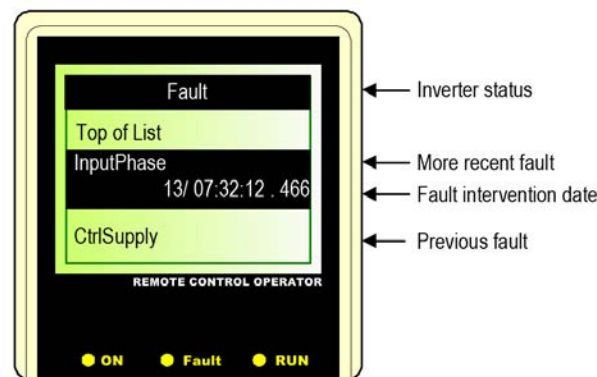 Fault
Inverter status
Top of List
InputPhase
More recent fault
13/ 07:32:12 . 466
Fault intervention date
CtrlSupply
Previous fault
REMOTE CONTROL OPERATOR
ON Fault RUN